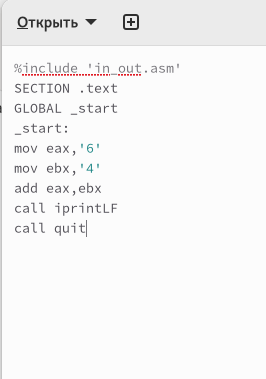 Открыть
%include 'in_out.asm'
SECTION .text
GLOBAL _start
_start:
mov eax,'6'
mov ebx,'4'
add eax,ebx
call iprintLF
call quit